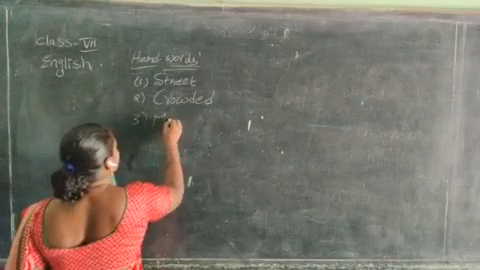 Class-VII
English.
Hard words'
(1) Street
2) Crowded
3)